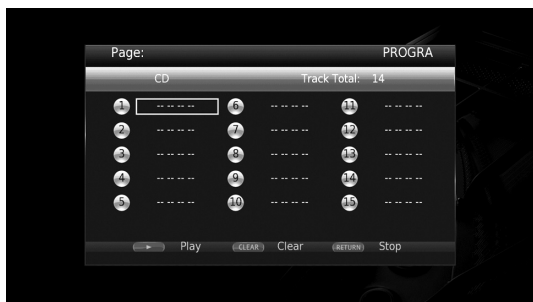 Page: PROGRA
CD Track Total: 14
1 -- -- -- -- 6 -- -- -- -- 11 -- -- -- --
2 -- -- -- -- 7 -- -- -- -- 12 -- -- -- --
3 -- -- -- -- 8 -- -- -- -- 13 -- -- -- --
4 -- -- -- -- 9 -- -- -- -- 14 -- -- -- --
5 -- -- -- -- 10 -- -- -- -- 15 -- -- -- --
Play CLEAR Clear RETURN Stop